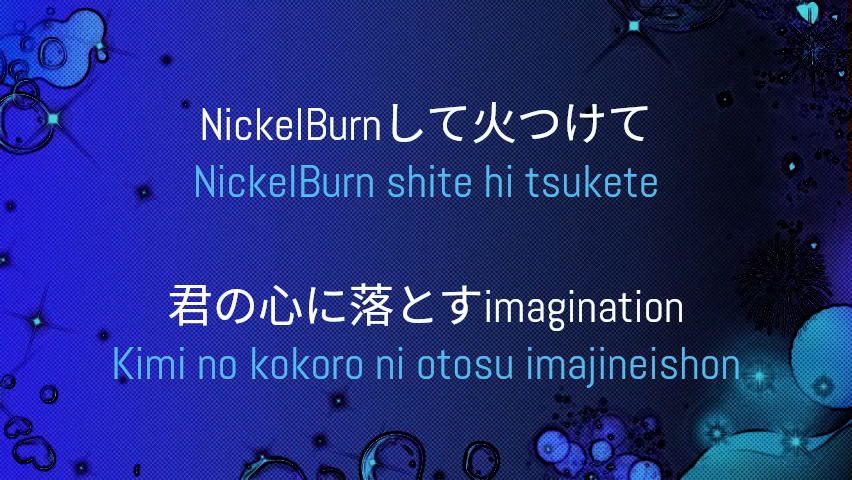 NickelBurnして火つけて
NickelBurn shite hi tsukete
君の心に落とすimagination
Kimi no kokoro ni otosu imajineishon